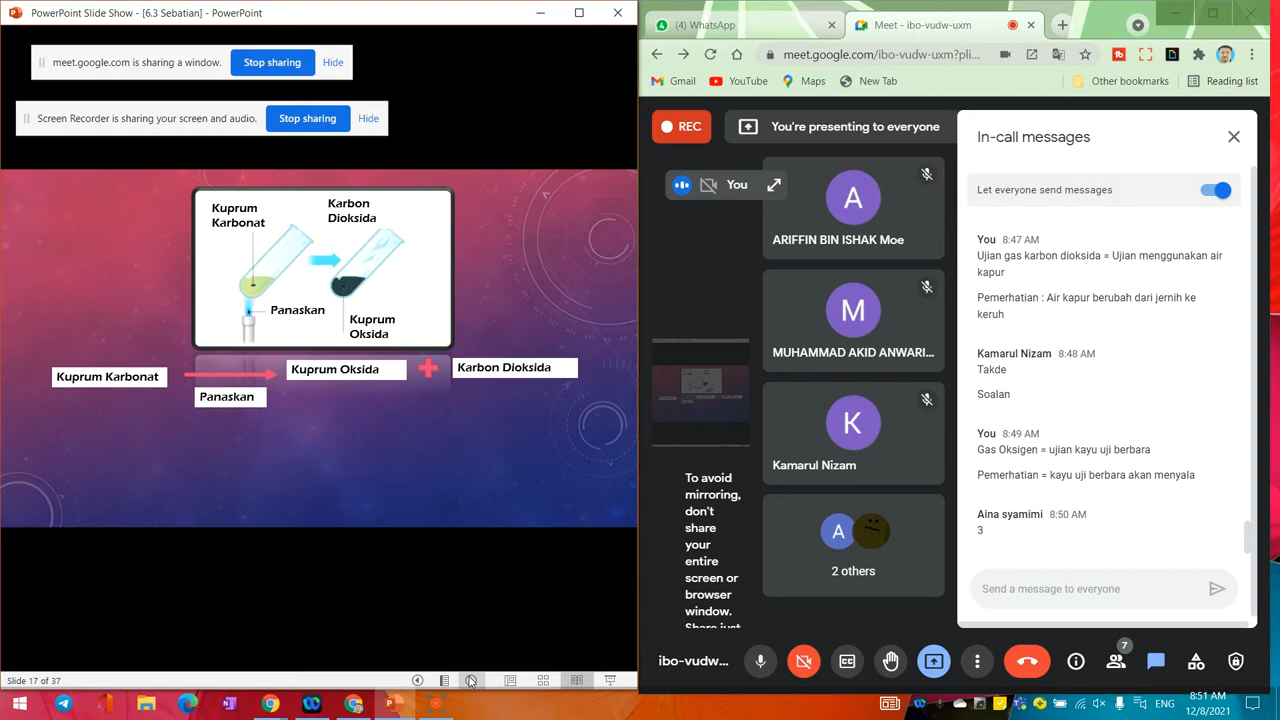 PowerPoint Slide Show - [6.3 Sebatian] - PowerPoint
meet.google.com is sharing a window.
Stop sharing
Hide
Screen Recorder is sharing your screen and audio.
Stop sharing
Hide
Kuprum
Karbonat
Karbon
Dioksida
Panaskan
Kuprum
Oksida
Kuprum Karbonat
Panaskan
Kuprum Oksida
Karbon Dioksida
Slide 17 of 37
(4) WhatsApp
Meet - ibo-vudw-uxm
meet.google.com/ibo-vudw-uxm?pli...
Gmail
YouTube
Maps
New Tab
Other bookmarks
Reading list
REC
You're presenting to everyone
You
A
ARIFFIN BIN ISHAK Moe
M
MUHAMMAD AKID ANWARI...
K
Kamarul Nizam
A
2 others
To avoid
mirroring,
don't
share
your
entire
screen or
browser
window.
Share just
In-call messages
Let everyone send messages
You 8:47 AM
Ujian gas karbon dioksida = Ujian menggunakan air
kapur
Pemerhatian : Air kapur berubah dari jernih ke
keruh
Kamarul Nizam 8:48 AM
Takde
Soalan
You 8:49 AM
Gas Oksigen = ujian kayu uji berbara
Pemerhatian = kayu uji berbara akan menyala
Aina syamimi 8:50 AM
3
Send a message to everyone
ibo-vudw...
7
8:51 AM
12/8/2021